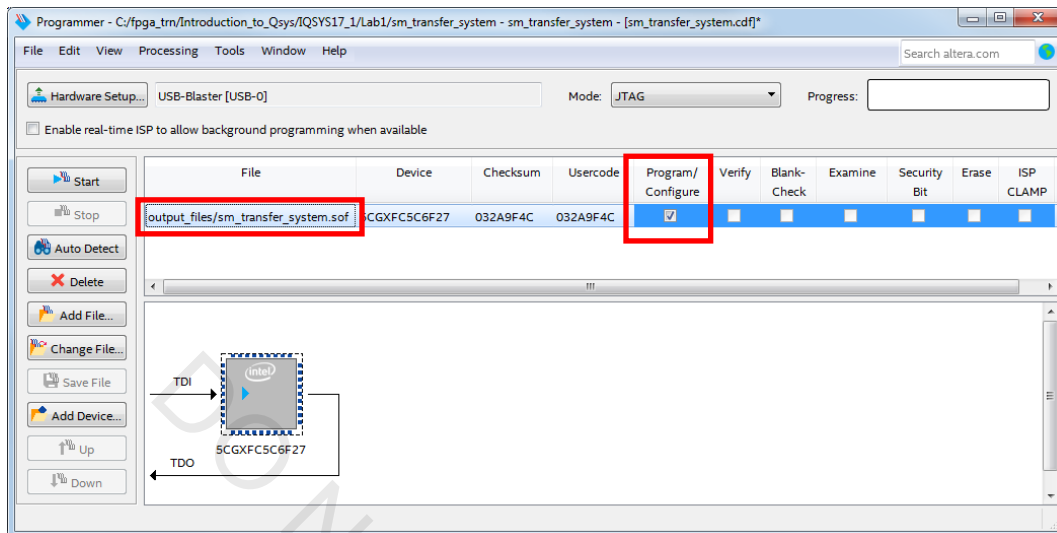 Programmer - C:/fpga_trn/Introduction_to_Qsys/IQSYS17_1/Lab1/sm_transfer_system - sm_transfer_system - [sm_transfer_system.cdf]*
File Edit View Processing Tools Window Help
Search altera.com
Hardware Setup... USB-Blaster [USB-0] Mode: JTAG Progress:
Enable real-time ISP to allow background programming when available
Start
Stop
Auto Detect
Delete
Add File...
Change File...
Save File
Add Device...
Up
Down
File Device Checksum Usercode Program/ Verify Blank- Examine Security Erase ISP
Configure Check Bit CLAMP
output_files/sm_transfer_system.sof 5CGXFC5C6F27 032A9F4C 032A9F4C
intel
TDI
5CGXFC5C6F27
TDO
D
O
N